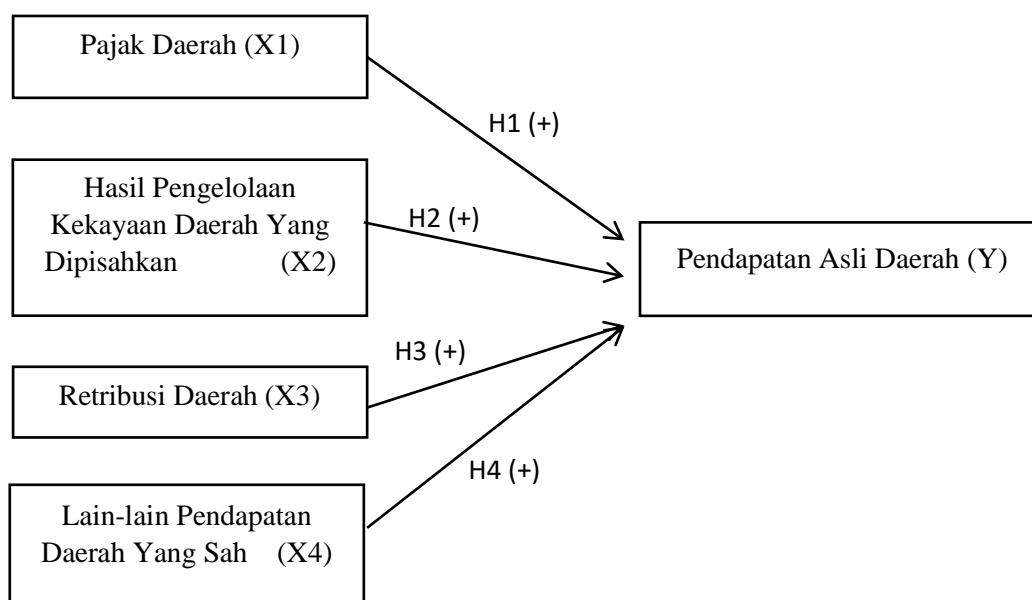 Pajak Daerah (X1)
H1 (+)
Hasil Pengelolaan
Kekayaan Daerah Yang
Dipisahkan (X2)
H2 (+)
Pendapatan Asli Daerah (Y)
H3 (+)
Retribusi Daerah (X3)
H4 (+)
Lain-lain Pendapatan
Daerah Yang Sah (X4)